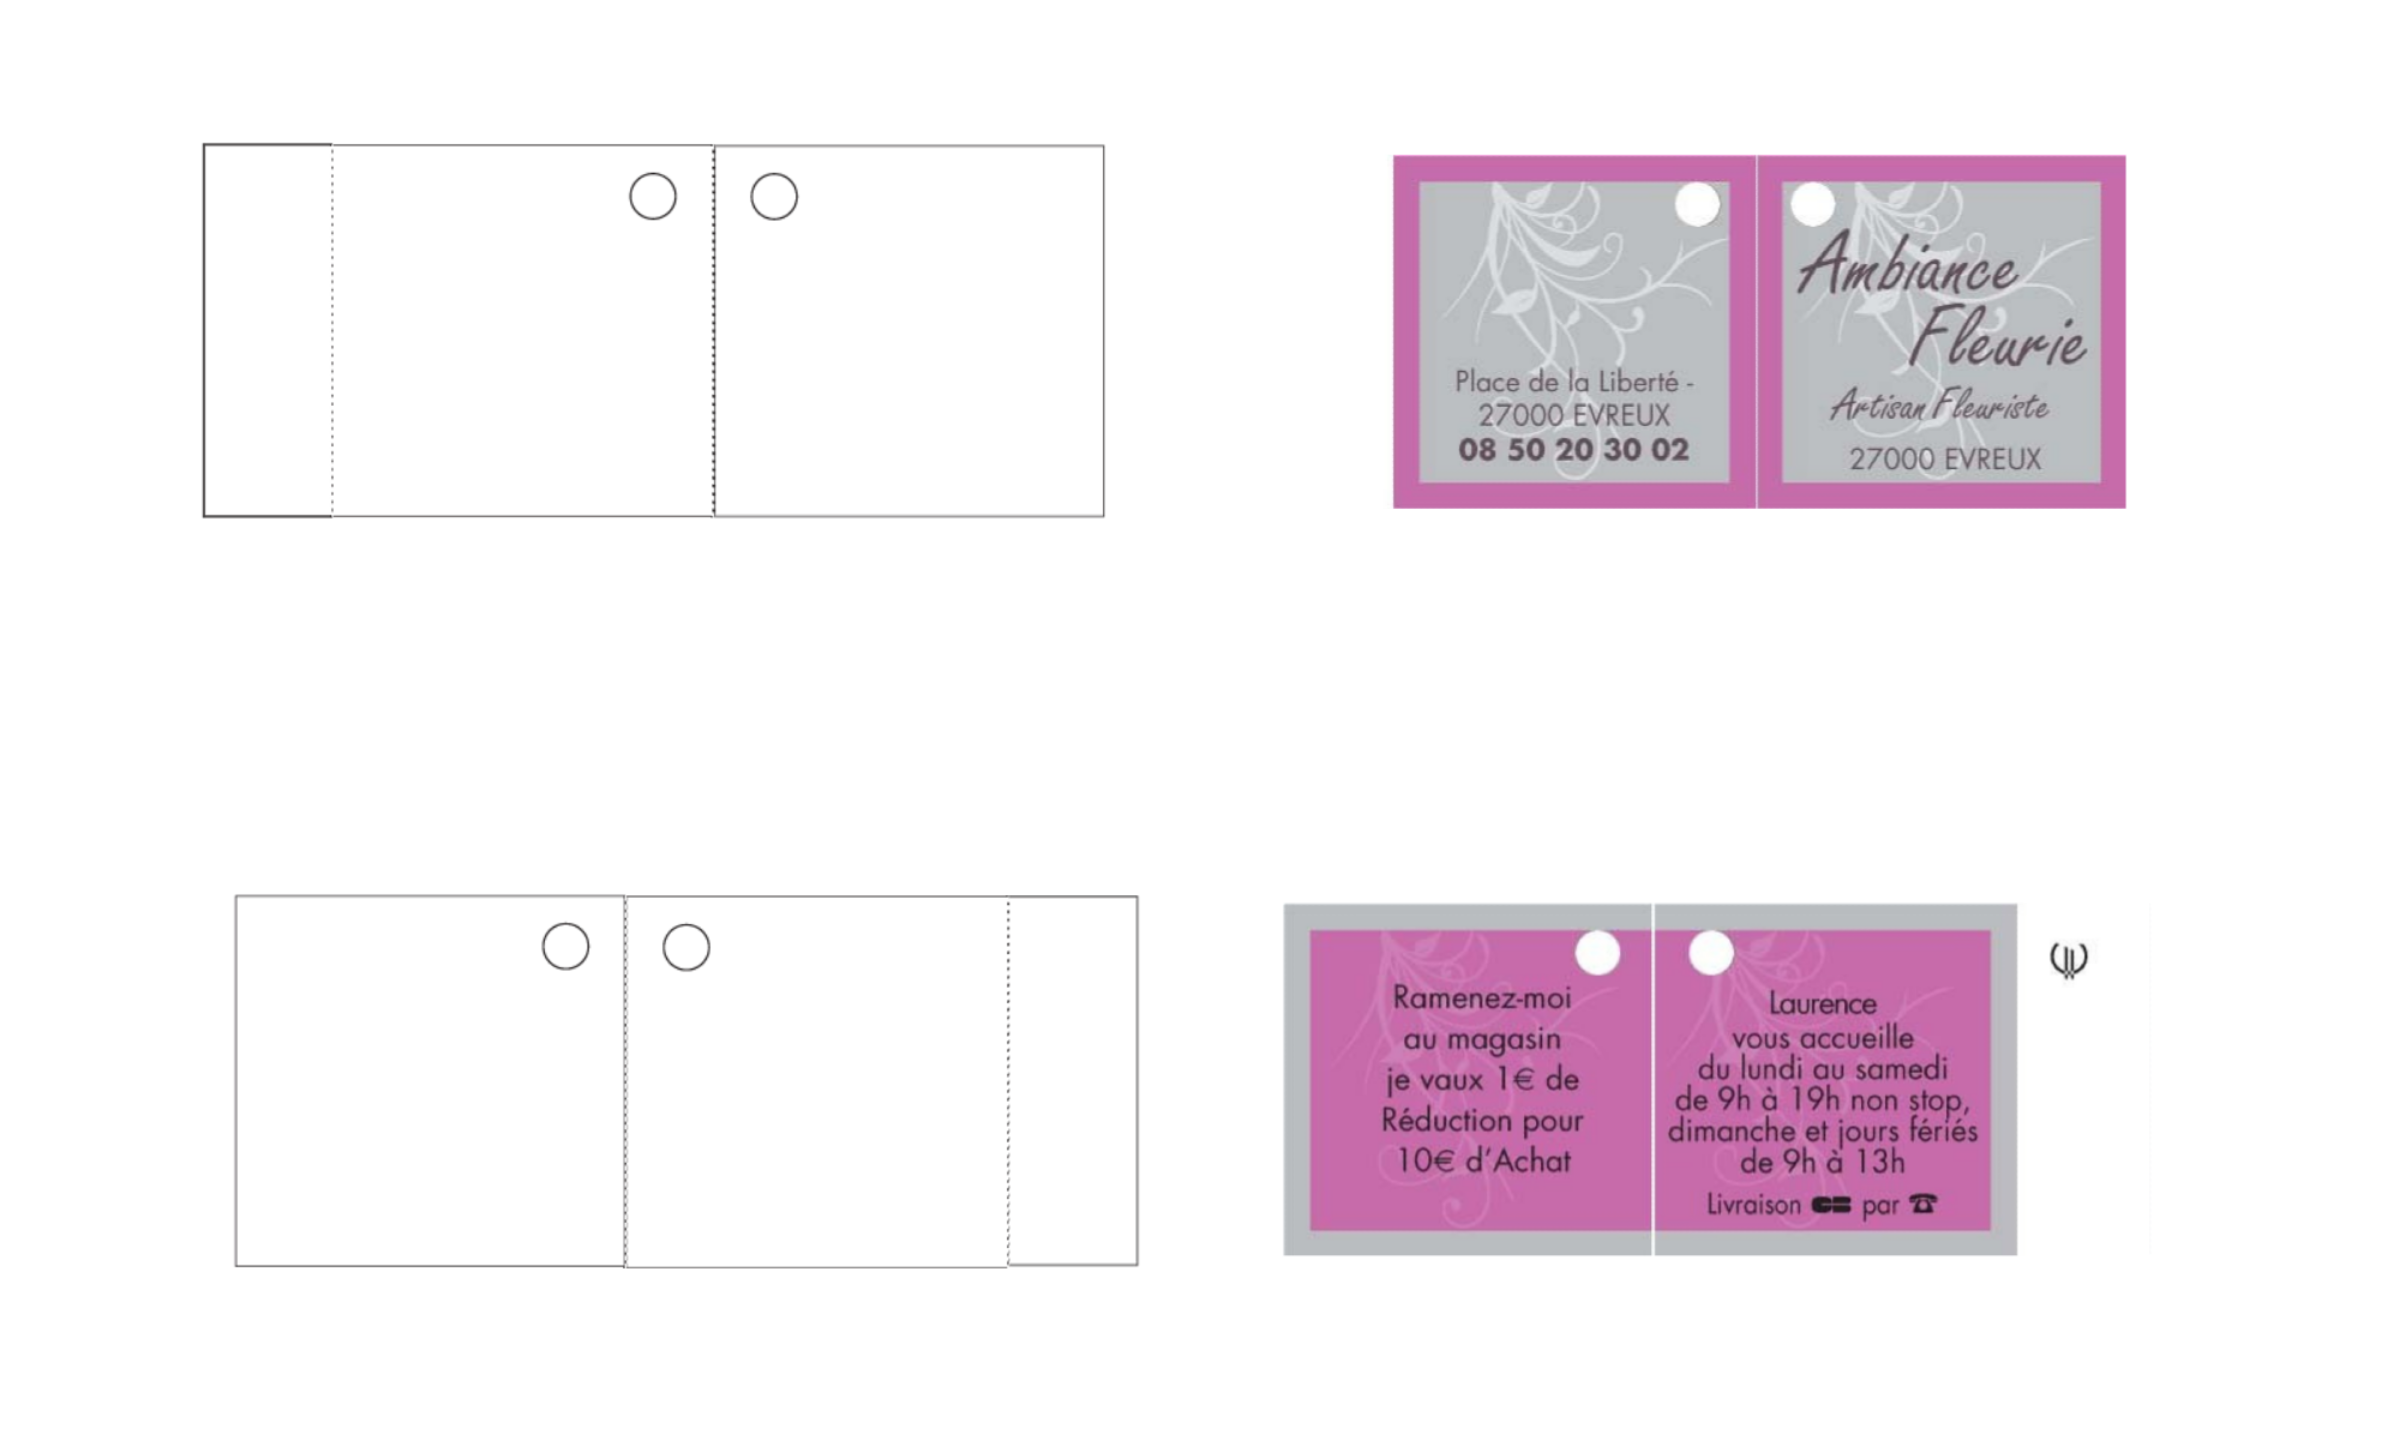 Place de la Liberté -
27000 EVREUX
08 50 20 30 02
Ambiance
Fleurie
Artisan Fleuriste
27000 EVREUX
Ramenez-moi
au magasin
je vaux 1€ de
Réduction pour
10€ d'Achat
Laurence
vous accueille
du lundi au samedi
de 9h à 19h non stop,
dimanche et jours fériés
de 9h à 13h
Livraison CB par ☎